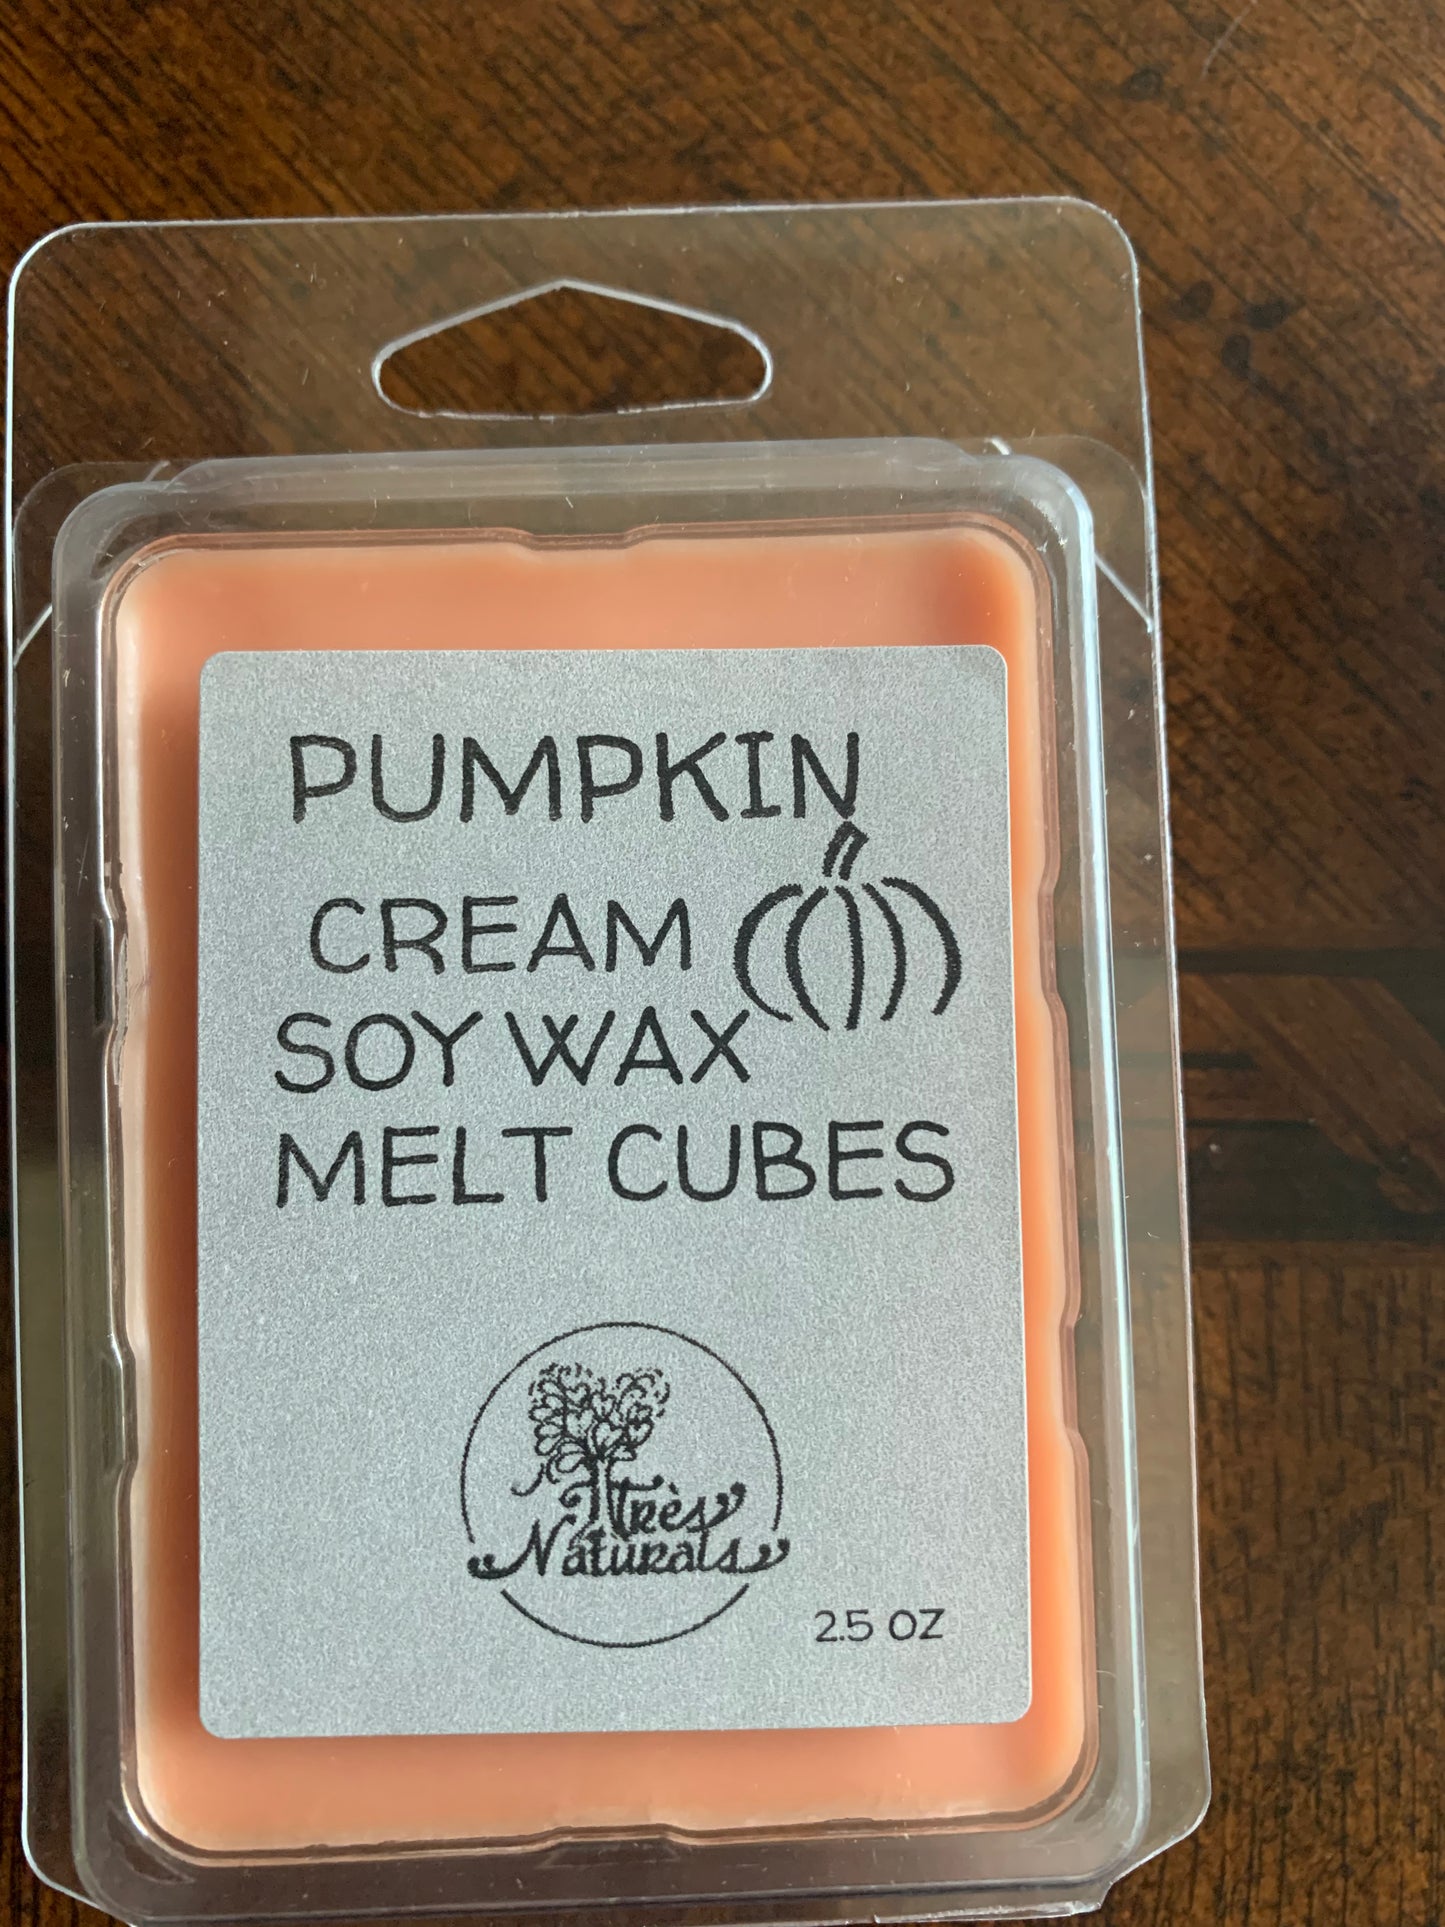 PUMPKIN
CREAM
SOY WAX
MELT CUBES
Très
Naturals
2.5 OZ